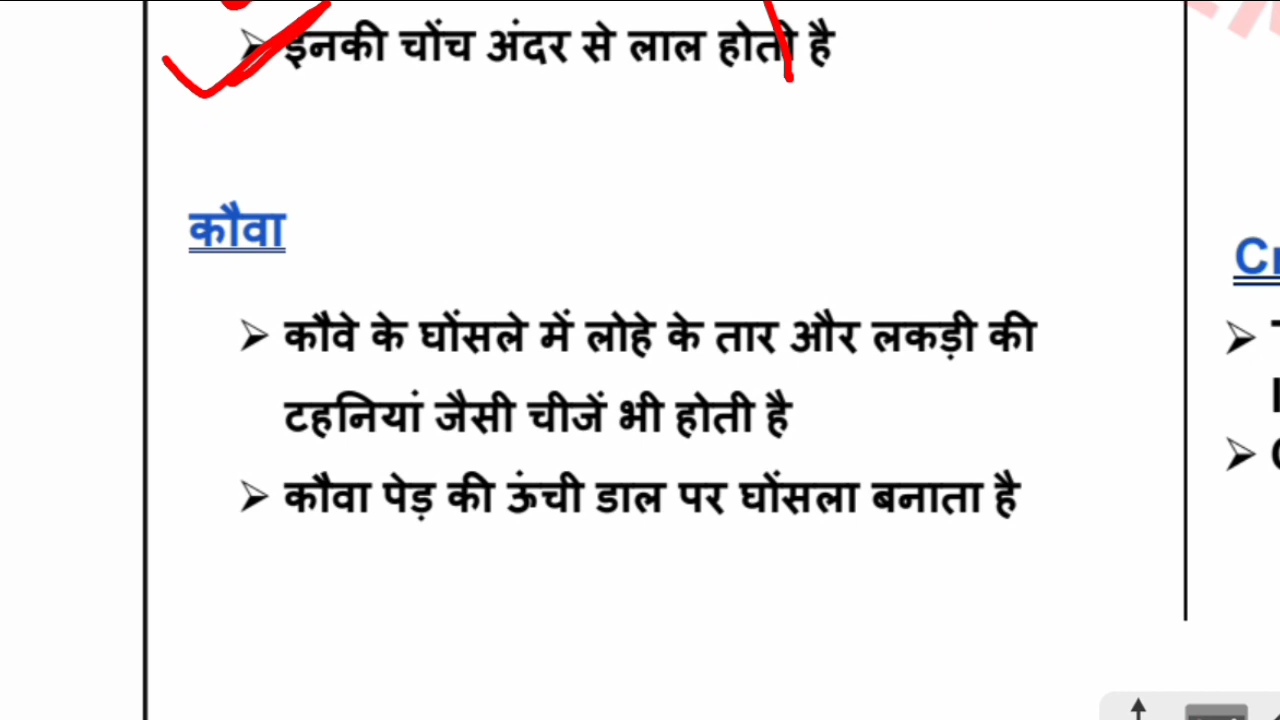 इनकी चोंच अंदर से लाल होती है
कौवा
कौवे के घोंसले में लोहे के तार और लकड़ी की
टहनियां जैसी चीजें भी होती है
कौवा पेड़ की ऊंची डाल पर घोंसला बनाता है